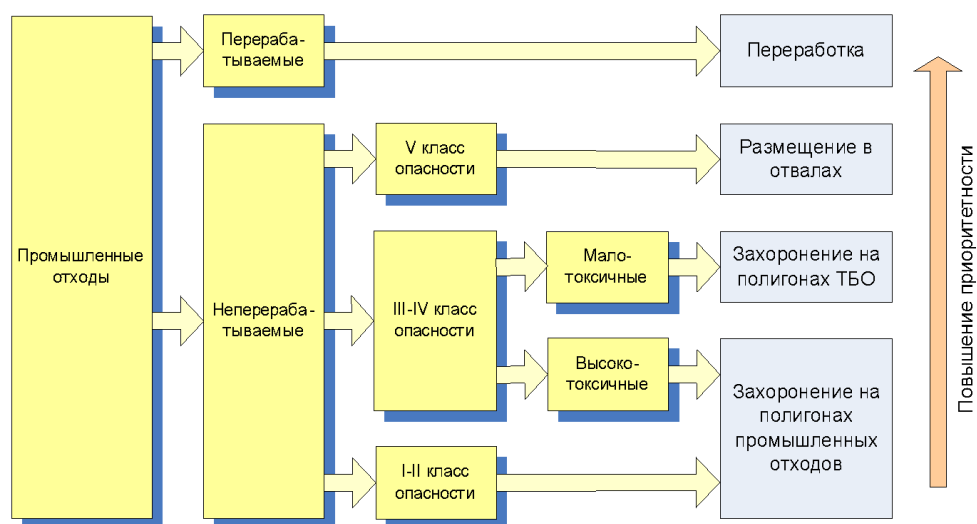 Промышленные
отходы
Перераба-
тываемые
Переработка
Неперераба-
тываемые
V класс
опасности
Размещение в
отвалах
III-IV класс
опасности
Мало-
токсичные
Захоронение на
полигонах ТБО
Высоко-
токсичные
Захоронение на
полигонах
промышленных
отходов
I-II класс
опасности
Повышение приоритетности